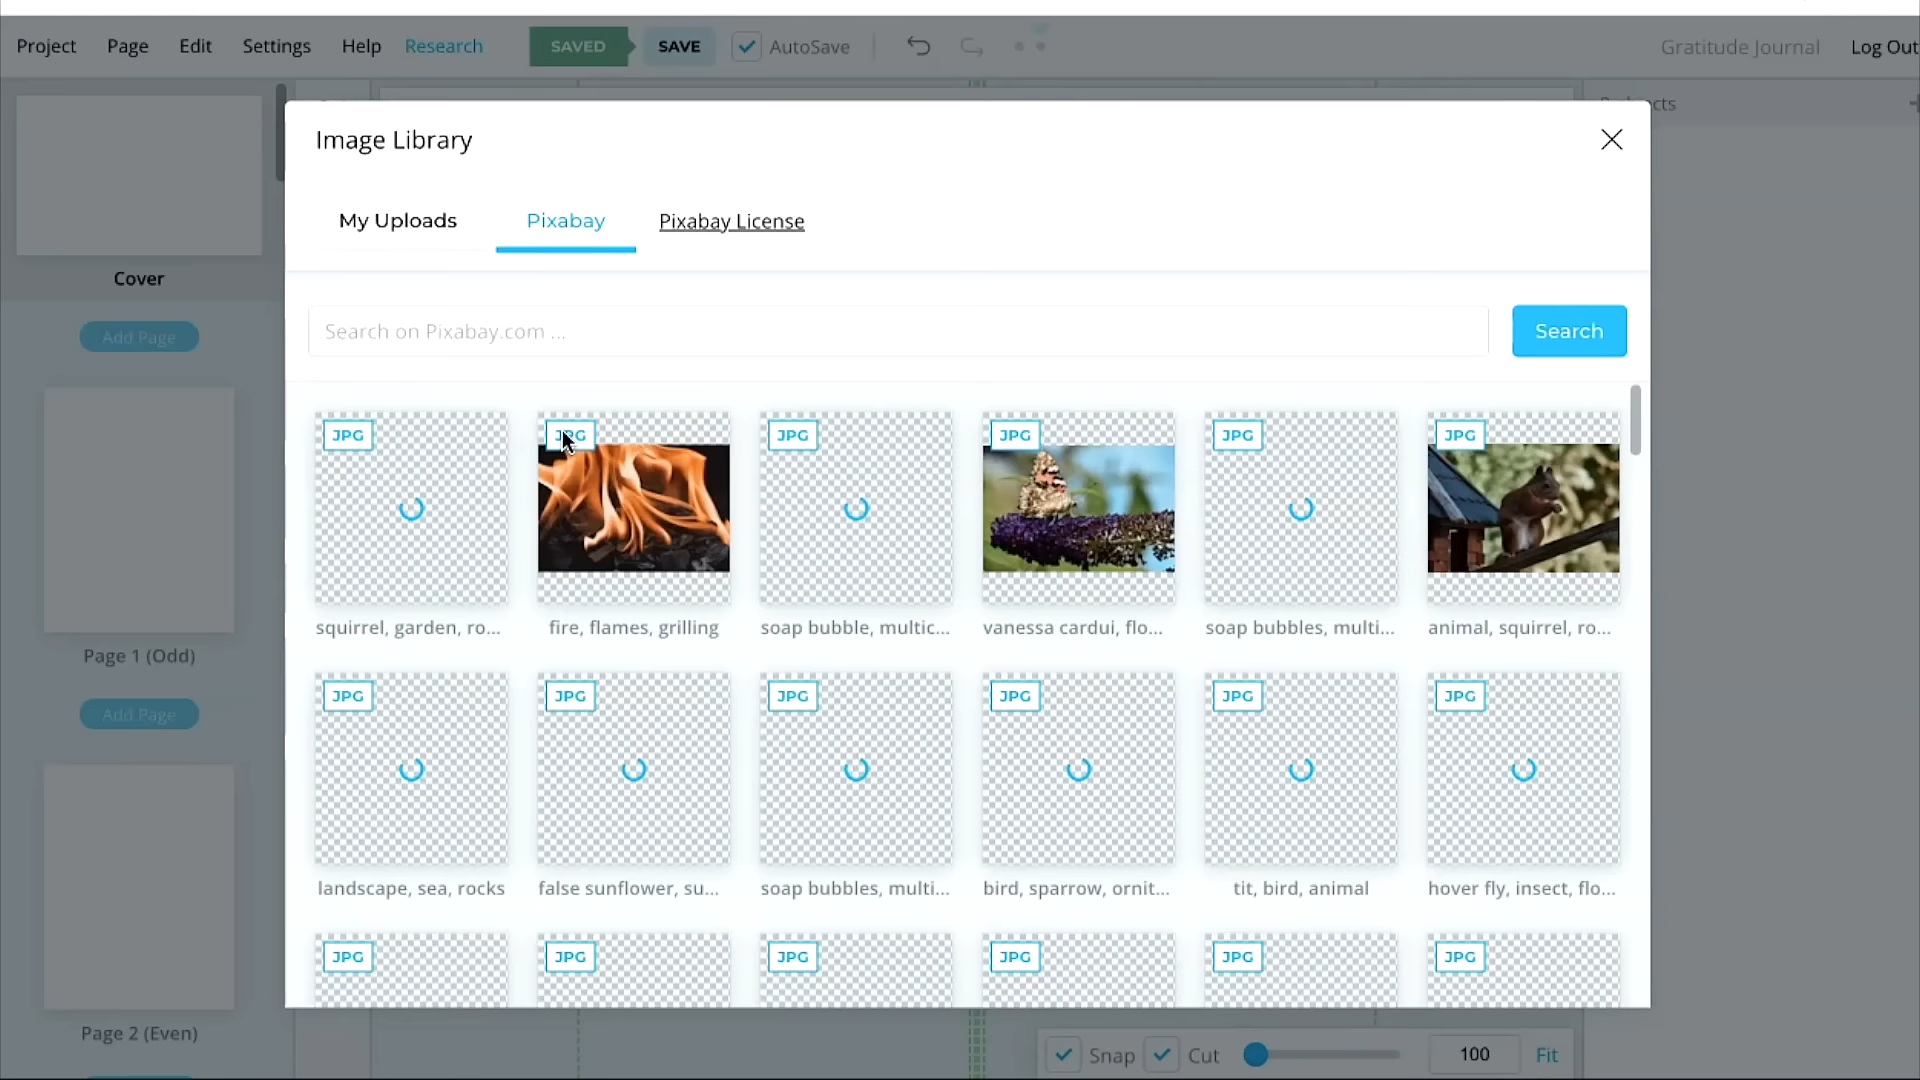 Project Page Edit Settings Help Research SAVED SAVE AutoSave Gratitude Journal Log Out
Image Library
My Uploads Pixabay Pixabay License
Search on Pixabay.com ... Search
JPG JPG JPG JPG JPG JPG
squirrel, garden, ro... fire, flames, grilling soap bubble, multic... vanessa cardui, flo... soap bubbles, multi... animal, squirrel, ro...
JPG JPG JPG JPG JPG JPG
landscape, sea, rocks false sunflower, su... soap bubbles, multi... bird, sparrow, ornit... tit, bird, animal hover fly, insect, flo...
JPG JPG JPG JPG JPG JPG
Cover
Add Page
Page 1 (Odd)
Add Page
Page 2 (Even)
Snap Cut 100 Fit